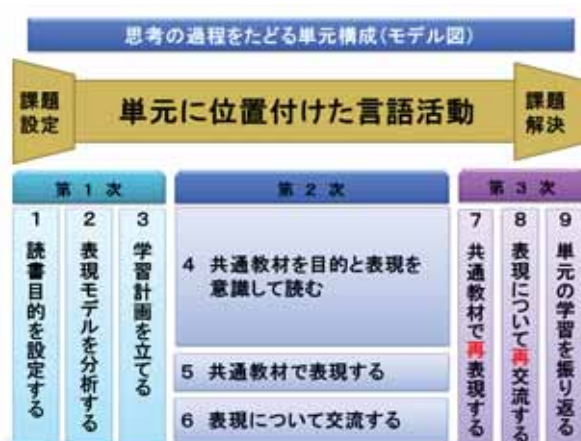 思考の過程をたどる単元構成(モデル図)
課題
設定
単元に位置付けた言語活動
課題
解決
第1次
第2次
第3次
1 読書目的を設定する
2 表現モデルを分析する
3 学習計画を立てる
4 共通教材を目的と表現を
意識して読む
5 共通教材で表現する
6 表現について交流する
7 共通教材で再表現する
8 表現について再交流する
9 単元の学習を振り返る